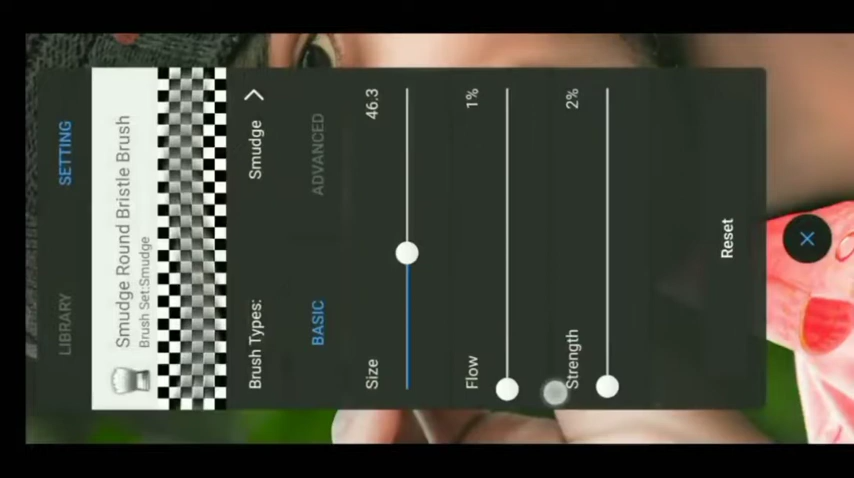 LIBRARY SETTING
Smudge Round Bristle Brush
Brush Set:Smudge
Brush Types: Smudge
BASIC ADVANCED
Size 46.3
Flow 1%
Strength 2%
Reset